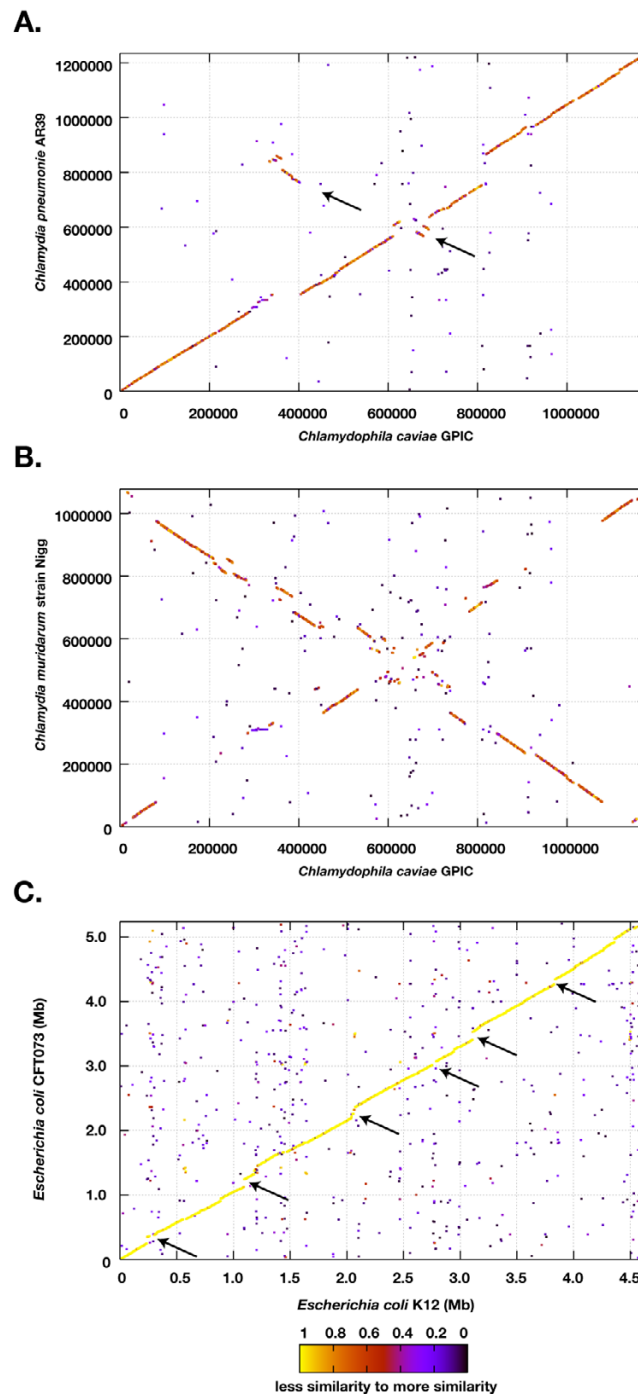 A.
1200000
1000000
800000
600000
400000
200000
0
Chlamydia pneumonie AR39
0 200000 400000 600000 800000 1000000
Chlamydophila caviae GPIC
B.
1000000
800000
600000
400000
200000
0
Chlamydia muridarum strain Nigg
0 200000 400000 600000 800000 1000000
Chlamydophila caviae GPIC
C.
5.0
4.0
3.0
2.0
1.0
0
Escherichia coli CFT073 (Mb)
0 0.5 1.0 1.5 2.0 2.5 3.0 3.5 4.0 4.5
Escherichia coli K12 (Mb)
1 0.8 0.6 0.4 0.2 0
less similarity to more similarity